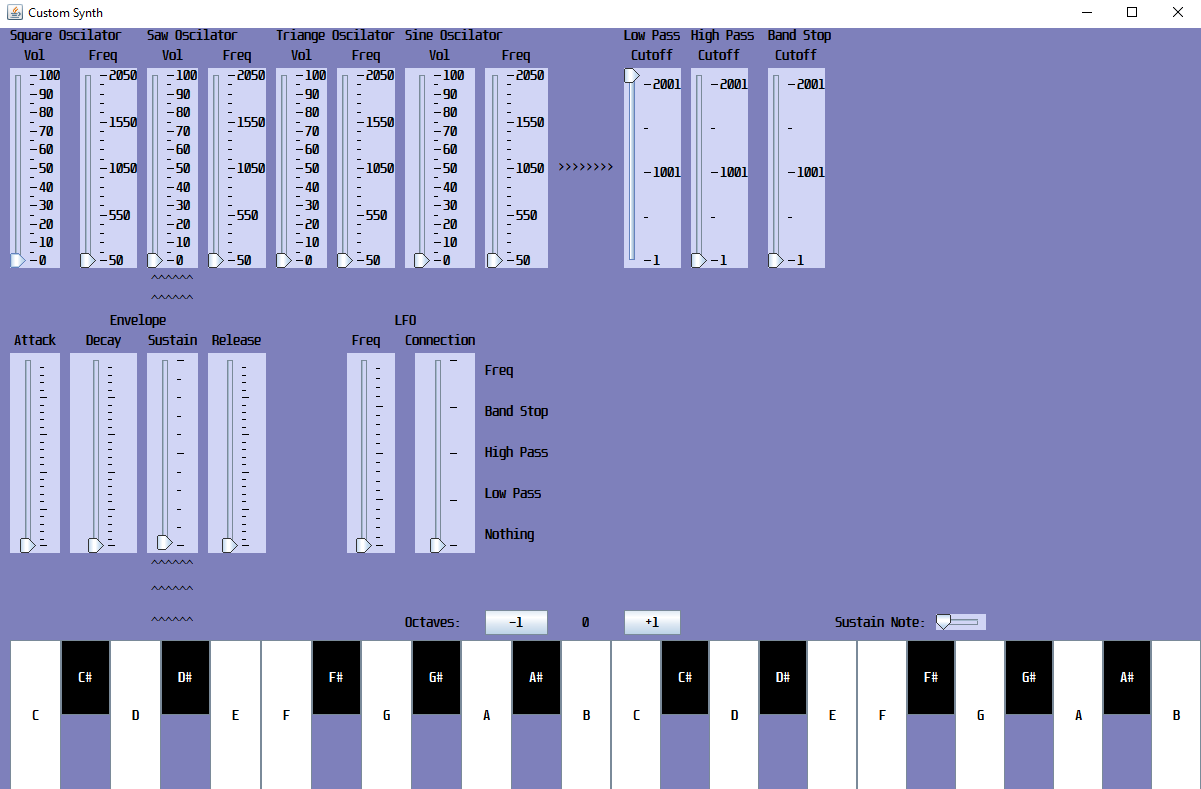 Custom Synth
Square Oscilator Saw Oscilator Triange Oscilator Sine Oscilator Low Pass High Pass Band Stop
Vol Freq Vol Freq Vol Freq Vol Freq Cutoff Cutoff Cutoff
100 2050 100 2050 100 2050 100 2050 2001 2001 2001
90 90 90 90
80 1550 80 1550 80 1550 80 1550
70 70 70 70
60 60 60 60
50 1050 50 1050 50 1050 50 1050 >>>>>>>> 1001 1001 1001
40 40 40 40
30 30 30 30
20 550 20 550 20 550 20 550
10 10 10 10
0 50 0 50 0 50 0 50 1 1 1
^^^^^^
^^^^^^
Envelope LFO
Attack Decay Sustain Release Freq Connection
Freq
Band Stop
High Pass
Low Pass
Nothing
^^^^^^
^^^^^^
^^^^^^
Octaves: -1 0 +1 Sustain Note:
C# D# F# G# A# C# D# F# G# A#
C D E F G A B C D E F G A B